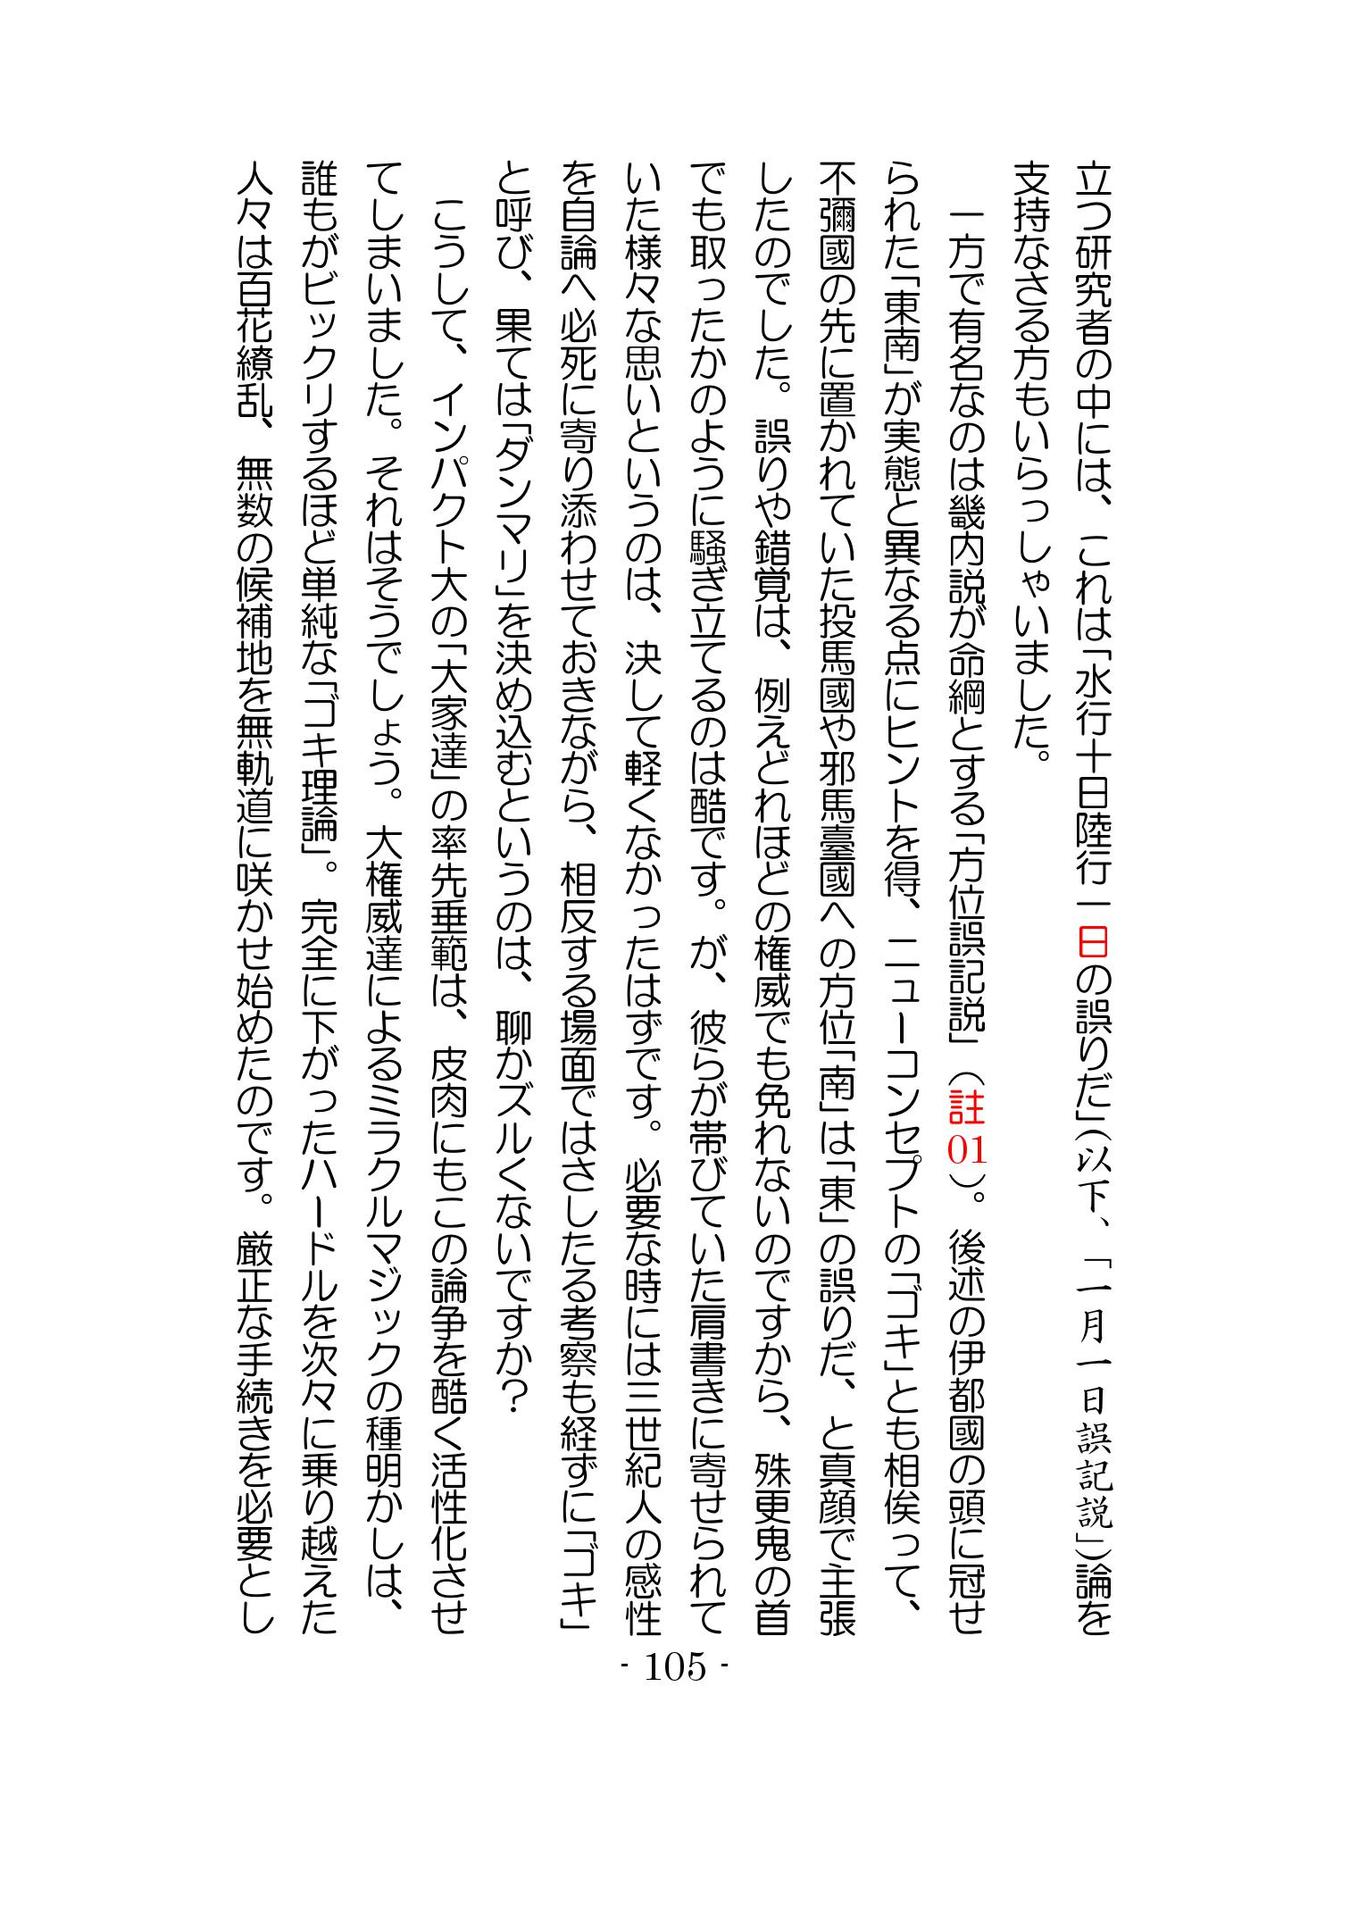 立つ研究者の中には、これは「水行十日陸行一日の誤りだ」(以下、「一月一日誤記説」)論を
支持なさる方もいらっしゃいました。
一方で有名なのは畿内説が命綱とする「方位誤記説」(註01)。後述の伊都國の頭に冠せ
られた「東南」が実態と異なる点にヒントを得、ニューコンセプトの「ゴキ」とも相俟って、
不彌國の先に置かれていた投馬國や邪馬臺國への方位「南」は「東」の誤りだ、と真顔で主張
したのでした。誤りや錯覚は、例えどれほどの権威でも免れないのですから、殊更鬼の首
でも取ったかのように騒ぎ立てるのは酷です。が、彼らが帯びていた肩書きに寄せられて
いた様々な思いというのは、決して軽くなかったはずです。必要な時には三世紀人の感性
を自論へ必死に寄り添わせておきながら、相反する場面ではさしたる考察も経ずに「ゴキ」
と呼び、果ては「ダンマリ」を決め込むというのは、聊かズルくないですか?
こうして、インパクト大の「大家達」の率先垂範は、皮肉にもこの論争を酷く活性化させ
てしまいました。それはそうでしょう。大権威達によるミラクルマジックの種明かしは、
誰もがビックリするほど単純な「ゴキ理論」。完全に下がったハードルを次々に乗り越えた
人々は百花繚乱、無数の候補地を無軌道に咲かせ始めたのです。厳正な手続きを必要とし
- 105 -